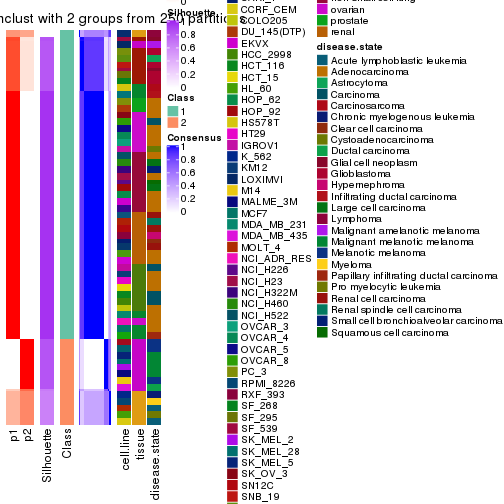 nclust with 2 groups from 250 partitions
p1
p2
Silhouette
Class
cell.line
tissue
disease.state
0
Silhouette
1
0.8
0.6
0.4
0.2
0
Class
1
2
Consensus
1
0.8
0.6
0.4
0.2
0
CCRF_CEM
COLO205
DU_145(DTP)
EKVX
HCC_2998
HCT_116
HCT_15
HL_60
HOP_62
HOP_92
HS578T
HT29
IGROV1
K_562
KM12
LOXIMVI
M14
MALME_3M
MCF7
MDA_MB_231
MDA_MB_435
MOLT_4
NCI_ADR_RES
NCI_H226
NCI_H23
NCI_H322M
NCI_H460
NCI_H522
OVCAR_3
OVCAR_4
OVCAR_5
OVCAR_8
PC_3
RPMI_8226
RXF_393
SF_268
SF_295
SF_539
SK_MEL_2
SK_MEL_28
SK_MEL_5
SK_OV_3
SN12C
SNB_19
ovarian
prostate
renal
disease.state
Acute lymphoblastic leukemia
Adenocarcinoma
Astrocytoma
Carcinoma
Carcinosarcoma
Chronic myelogenous leukemia
Clear cell carcinoma
Cystoadenocarcinoma
Ductal carcinoma
Glial cell neoplasm
Glioblastoma
Hypernephroma
Infiltrating ductal carcinoma
Large cell carcinoma
Lymphoma
Malignant amelanotic melanoma
Malignant melanotic melanoma
Melanotic melanoma
Myeloma
Papillary infiltrating ductal carcinoma
Pro myelocytic leukemia
Renal cell carcinoma
Renal spindle cell carcinoma
Small cell bronchioalveolar carcinoma
Squamous cell carcinoma